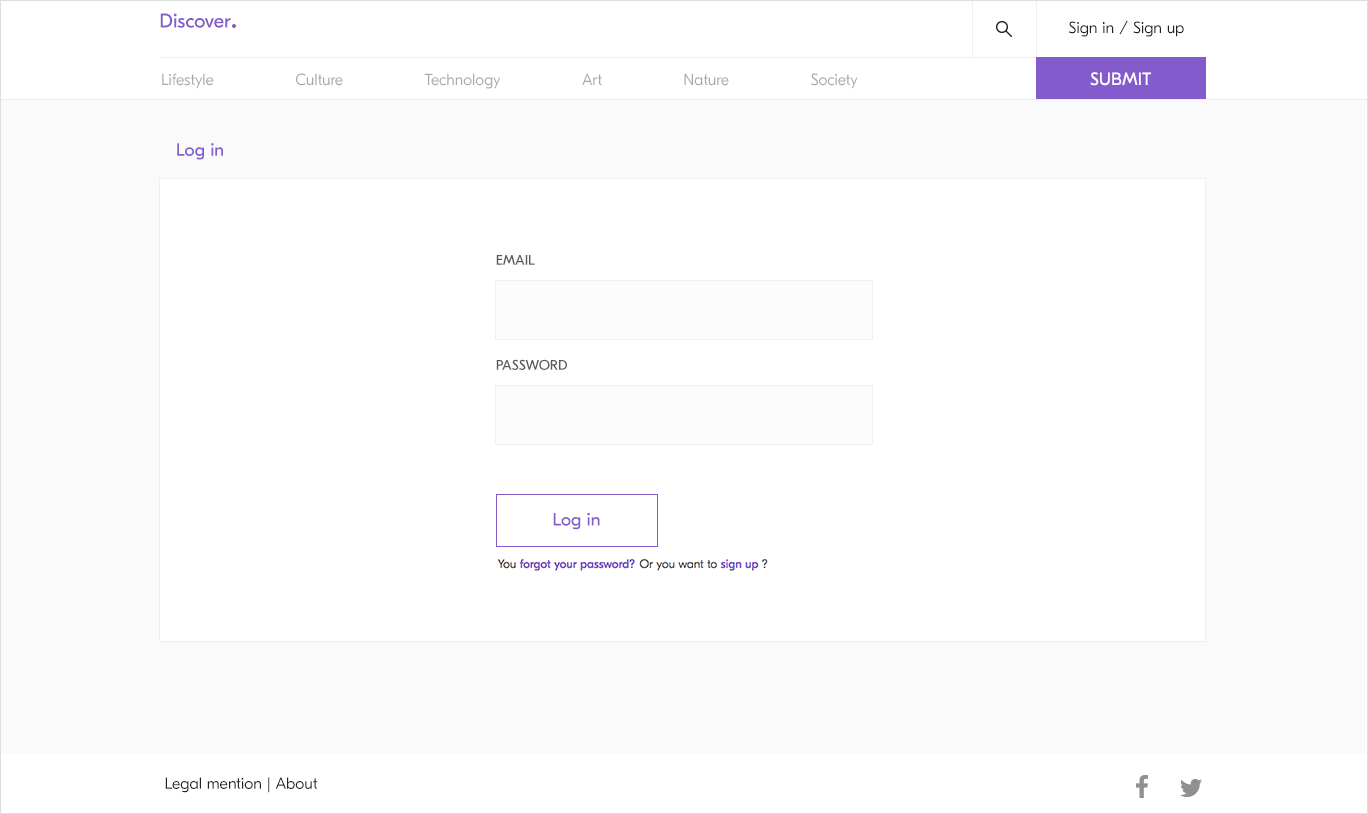 Discover.
Sign in / Sign up
Lifestyle Culture Technology Art Nature Society SUBMIT
Log in
EMAIL
PASSWORD
Log in
You forgot your password? Or you want to sign up ?
Legal mention | About